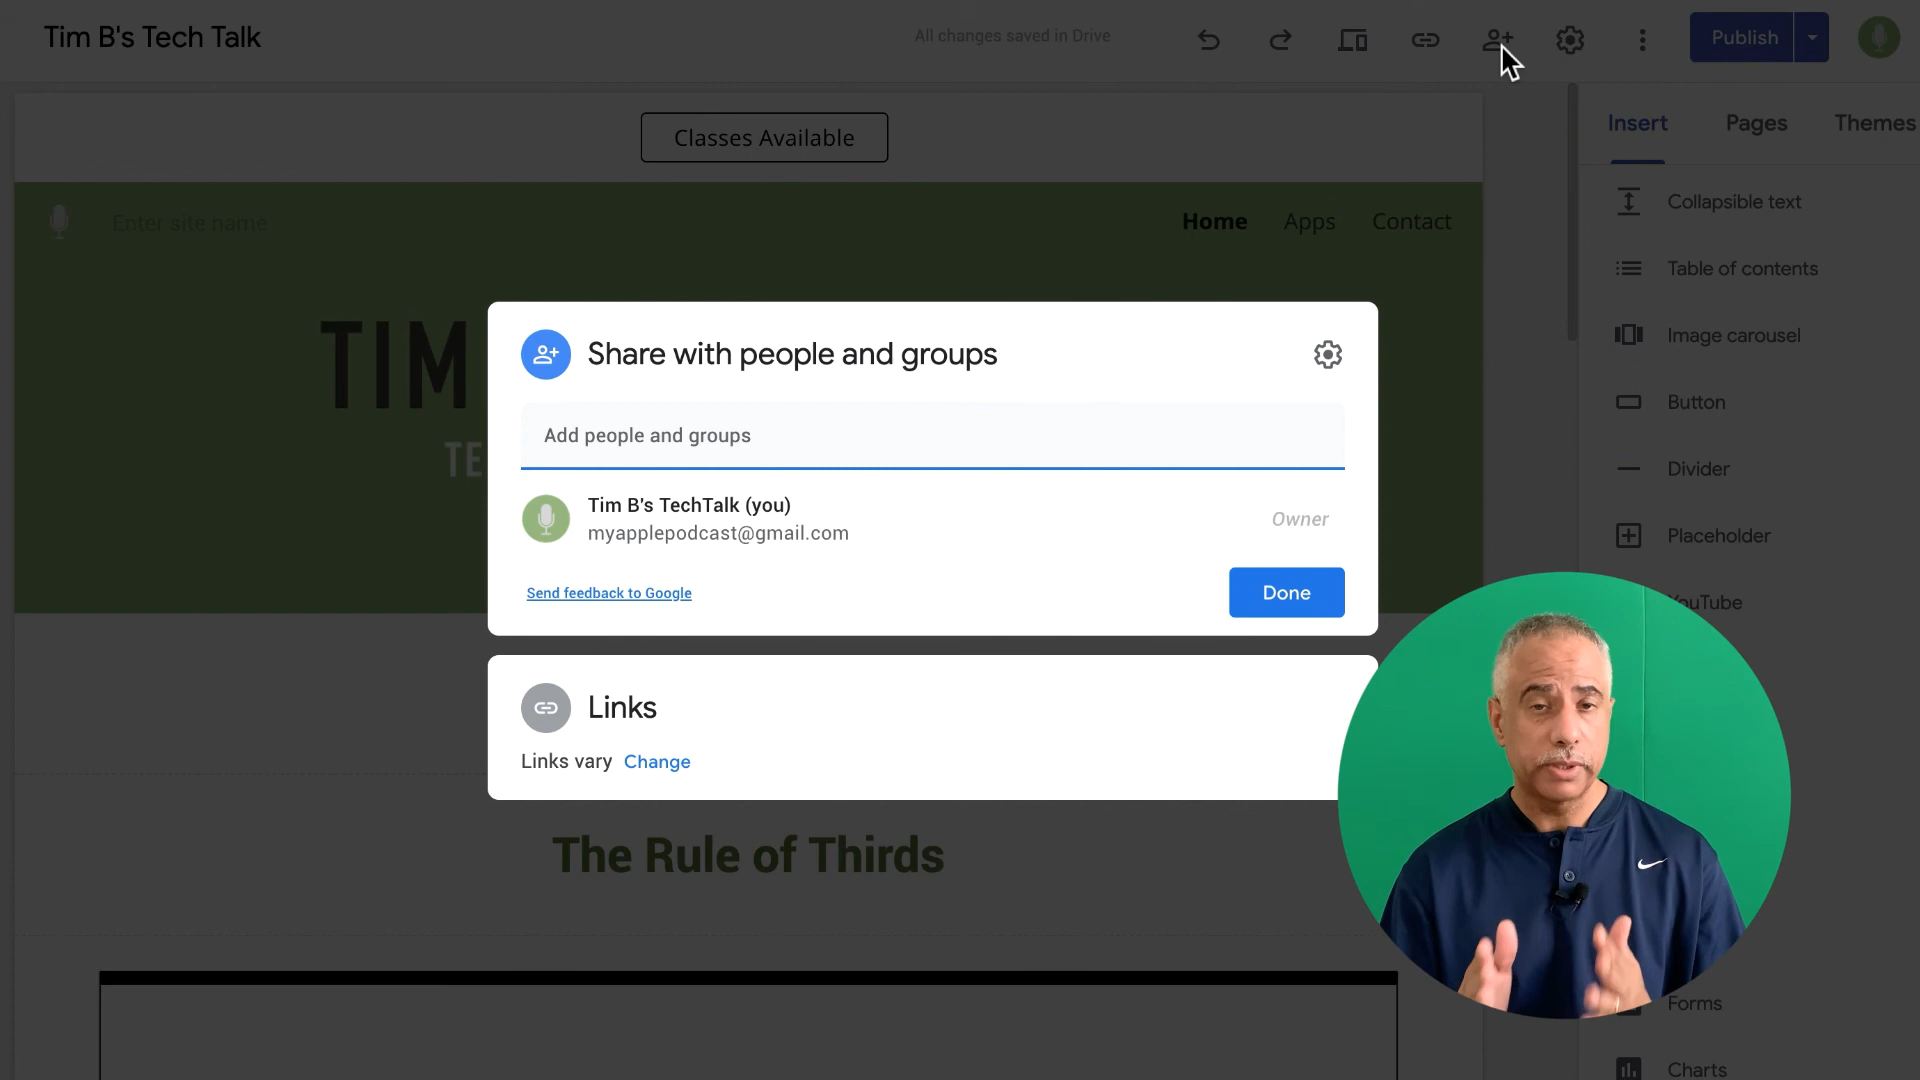 Tim B's Tech Talk
All changes saved in Drive
Publish
Classes Available
Insert
Pages
Themes
Enter site name
Home
Apps
Contact
Collapsible text
Table of contents
Image carousel
Button
Divider
Placeholder
YouTube
Forms
Charts
TIM
TE
Share with people and groups
Add people and groups
Tim B's TechTalk (you)
myapplepodcast@gmail.com
Owner
Send feedback to Google
Done
Links
Links vary Change
The Rule of Thirds